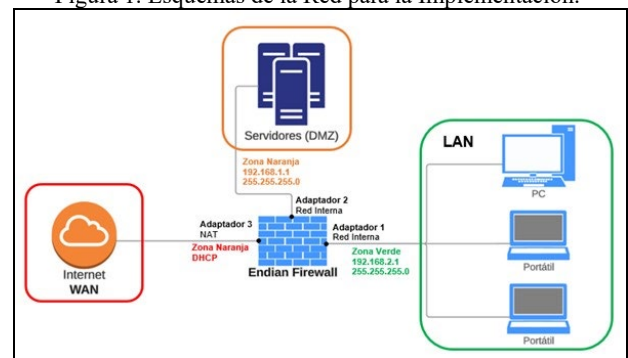 Figura 1. Esquemas de la Red para la Implementación.
Servidores (DMZ)
Zona Naranja
192.168.1.1
255.255.255.0
LAN
PC
Adaptador 2
Red Interna
Adaptador 3
NAT
Adaptador 1
Red Interna
Zona Naranja
DHCP
Endian Firewall
Zona Verde
192.168.2.1
255.255.255.0
Internet
WAN
Portátil
Portátil